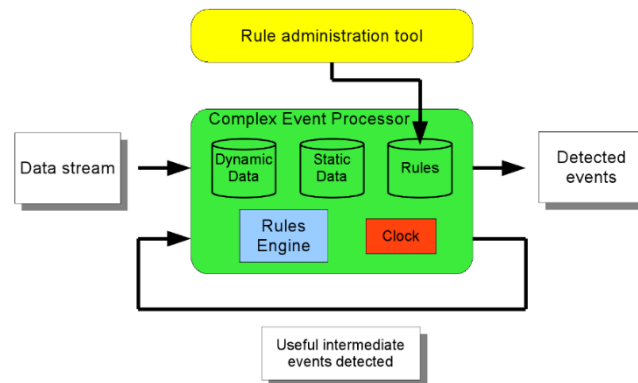 Rule administration tool
Complex Event Processor
Data stream
Dynamic
Data
Static
Data
Rules
Detected
events
Rules
Engine
Clock
Useful intermediate
events detected